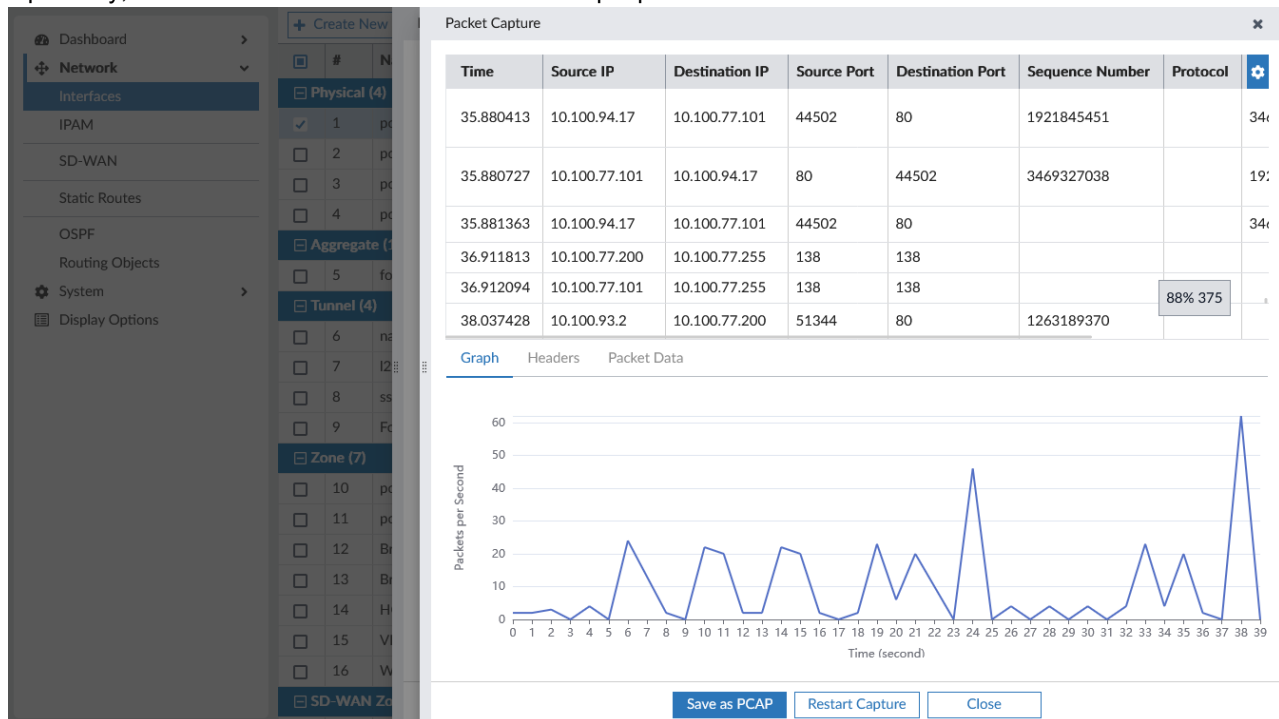 Packet Capture
Dashboard
Network
Interfaces
IPAM
SD-WAN
Static Routes
OSPF
Routing Objects
System
Display Options
+ Create New
#
Physical (4)
1
2
3
4
Aggregate (1
5
Tunnel (4)
6
7
8
9
Zone (7)
10
11
12
13
14
15
16
SD-WAN Zo
Time Source IP Destination IP Source Port Destination Port Sequence Number Protocol
35.880413 10.100.94.17 10.100.77.101 44502 80 1921845451 346
35.880727 10.100.77.101 10.100.94.17 80 44502 3469327038 192
35.881363 10.100.94.17 10.100.77.101 44502 80 346
36.911813 10.100.77.200 10.100.77.255 138 138
36.912094 10.100.77.101 10.100.77.255 138 138
88% 375
38.037428 10.100.93.2 10.100.77.200 51344 80 1263189370
Graph Headers Packet Data
Packets per Second
60
50
40
30
20
10
0
0 1 2 3 4 5 6 7 8 9 10 11 12 13 14 15 16 17 18 19 20 21 22 23 24 25 26 27 28 29 30 31 32 33 34 35 36 37 38 39
Time (second)
Save as PCAP Restart Capture Close